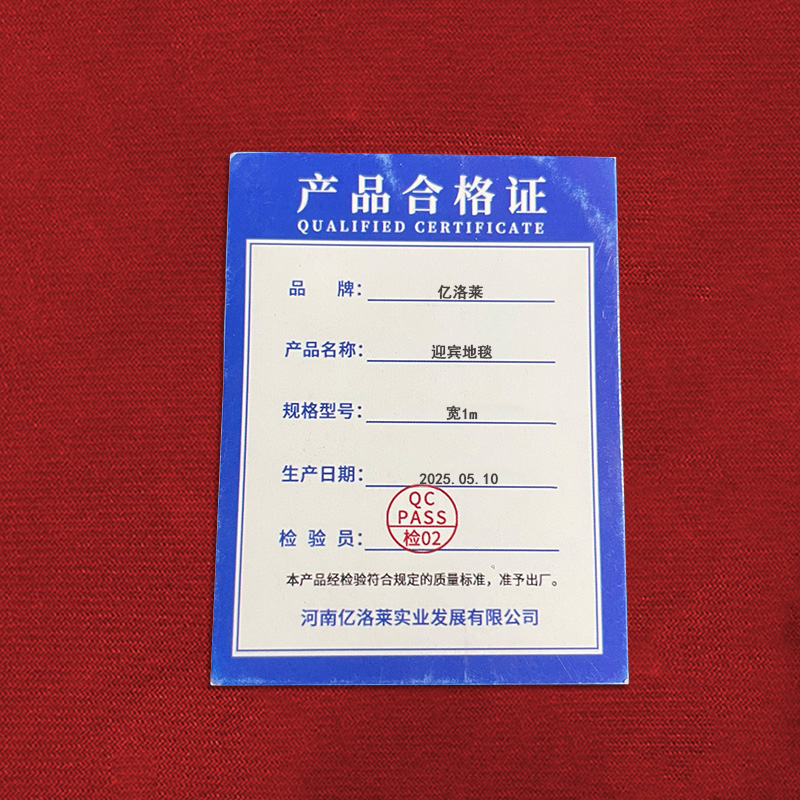 产品合格证
QUALIFIED CERTIFICATE
品 牌：亿洛莱
产品名称：迎宾地毯
规格型号：宽1m
生产日期：2025.05.10
检 验 员：QC PASS 检02
本产品经检验符合规定的质量标准，准予出厂。
河南亿洛莱实业发展有限公司